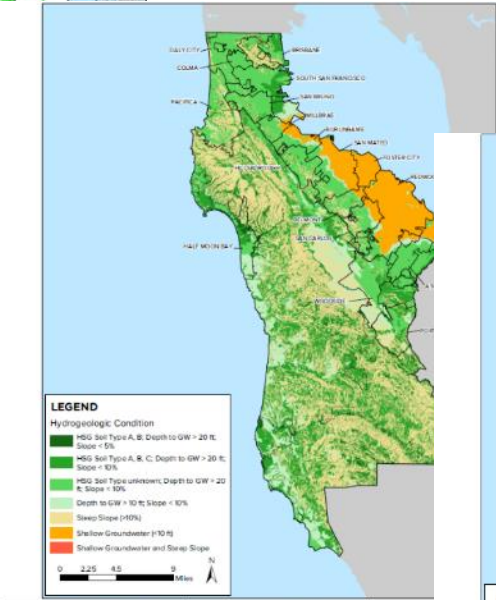 DALY CITY
BRISBANE
COLMA
SOUTH SAN FRANCISCO
SAN BRUNO
PACIFICA
MILLBRAE
BURLINGAME
SAN MATEO
FOSTER CITY
HILLSBOROUGH
BELMONT
SAN CARLOS
HALF MOON BAY
WOODSIDE
LEGEND
Hydrogeologic Condition
HSG Soil Type A, B; Depth to GW > 20 ft;
Slope < 5%
HSG Soil Type A, B, C; Depth to GW > 20 ft;
Slope < 10%
HSG Soil Type unknown; Depth to GW > 20
ft; Slope < 10%
Depth to GW > 10 ft; Slope < 10%
Steep Slope (>10%)
Shallow Groundwater (<10 ft)
Shallow Groundwater and Steep Slope
N
0 2.25 4.5 9
Miles